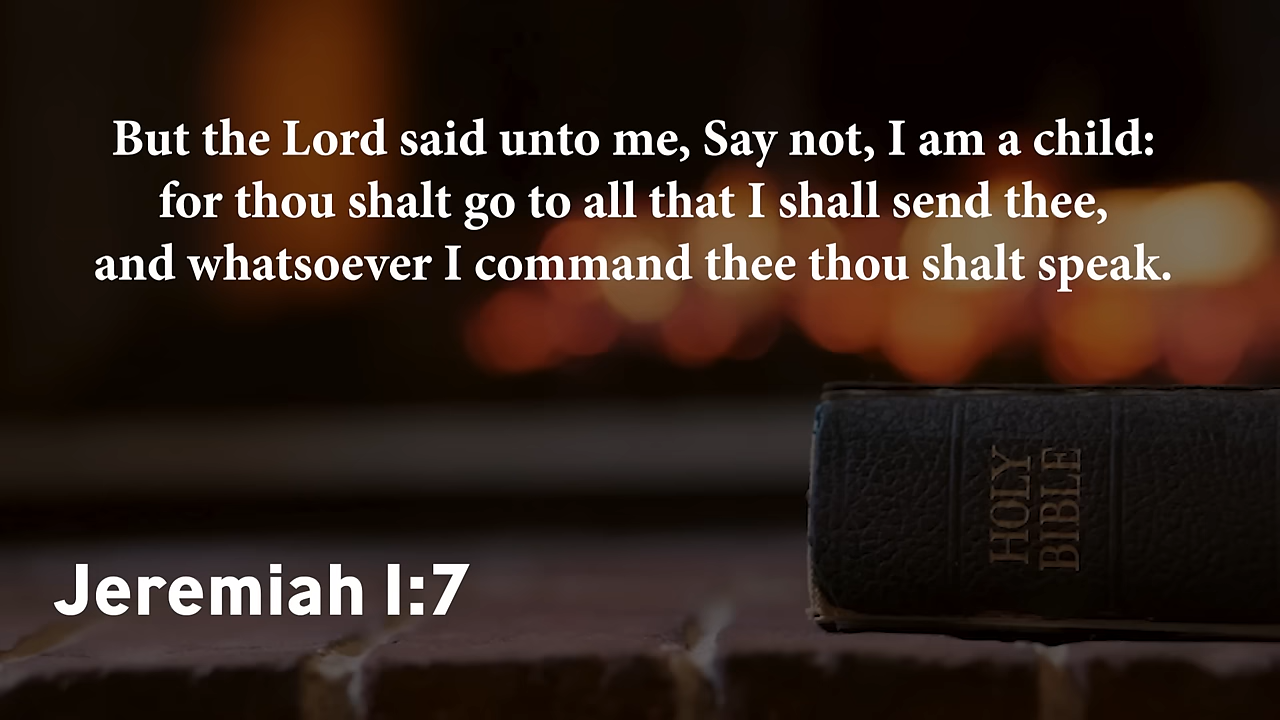 But the Lord said unto me, Say not, I am a child:
for thou shalt go to all that I shall send thee,
and whatsoever I command thee thou shalt speak.
HOLY
BIBLE
Jeremiah 1:7